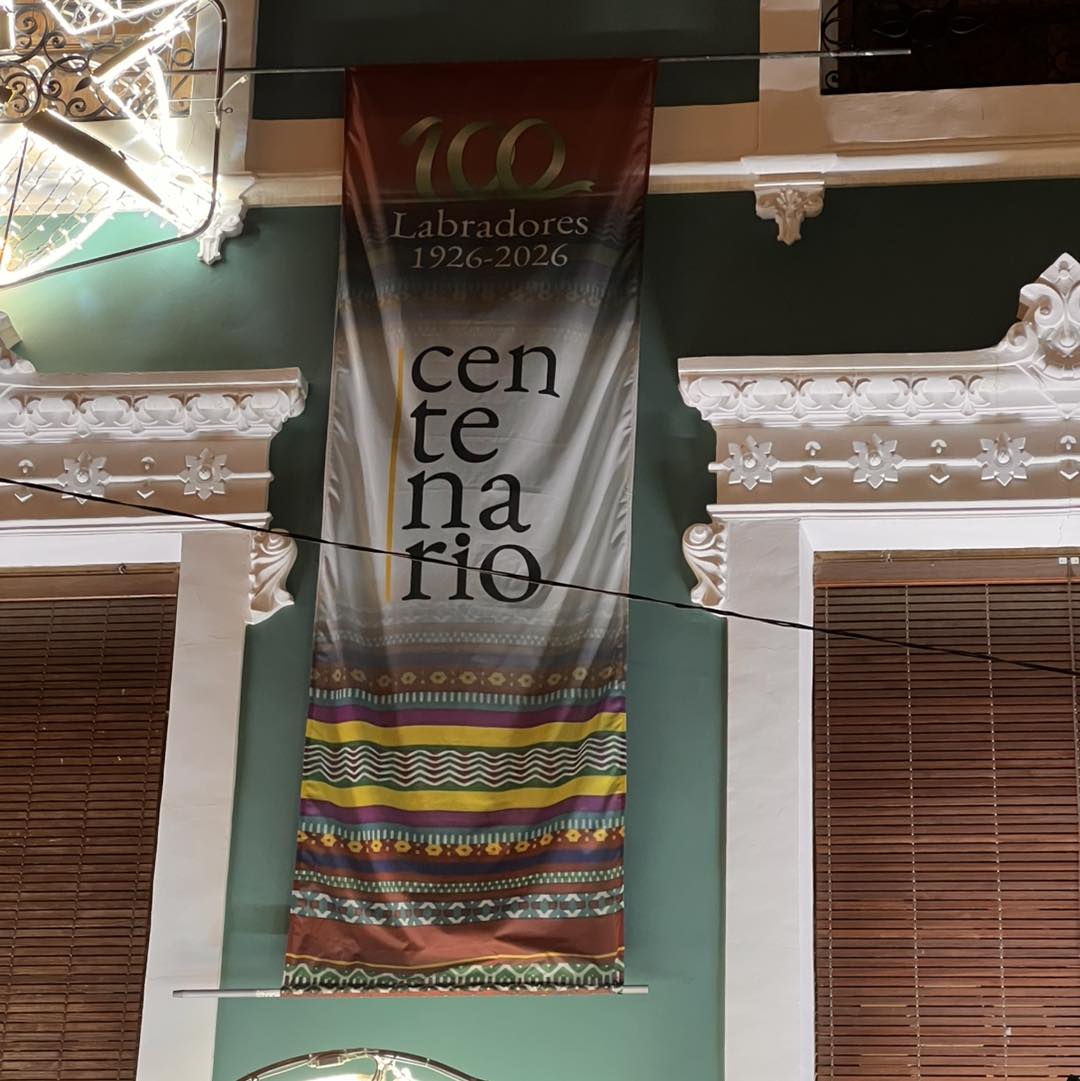 100
Labradores
1926-2026
cen
te
na
rio